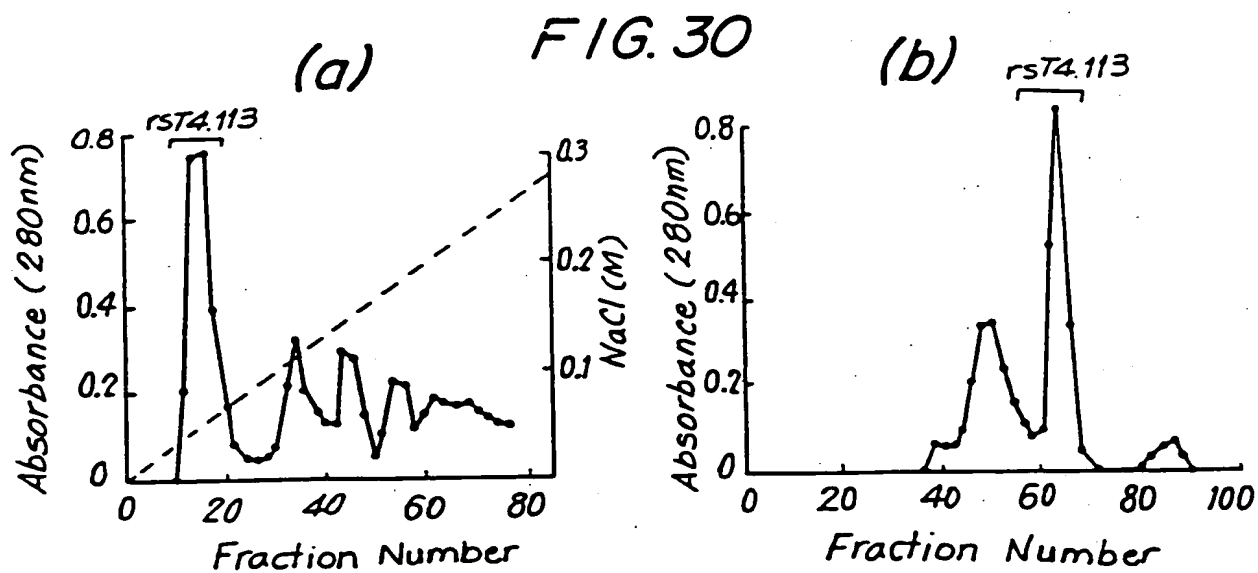 FIG. 30
(a)
rsT4.113
Absorbance (280nm)
0.8
0.6
0.4
0.2
0
0.3
0.2
0.1
NaCl (M)
0 20 40 60 80
Fraction Number
(b)
rsT4.113
Absorbance (280nm)
0.8
0.6
0.4
0.2
0
0 20 40 60 80 100
Fraction Number